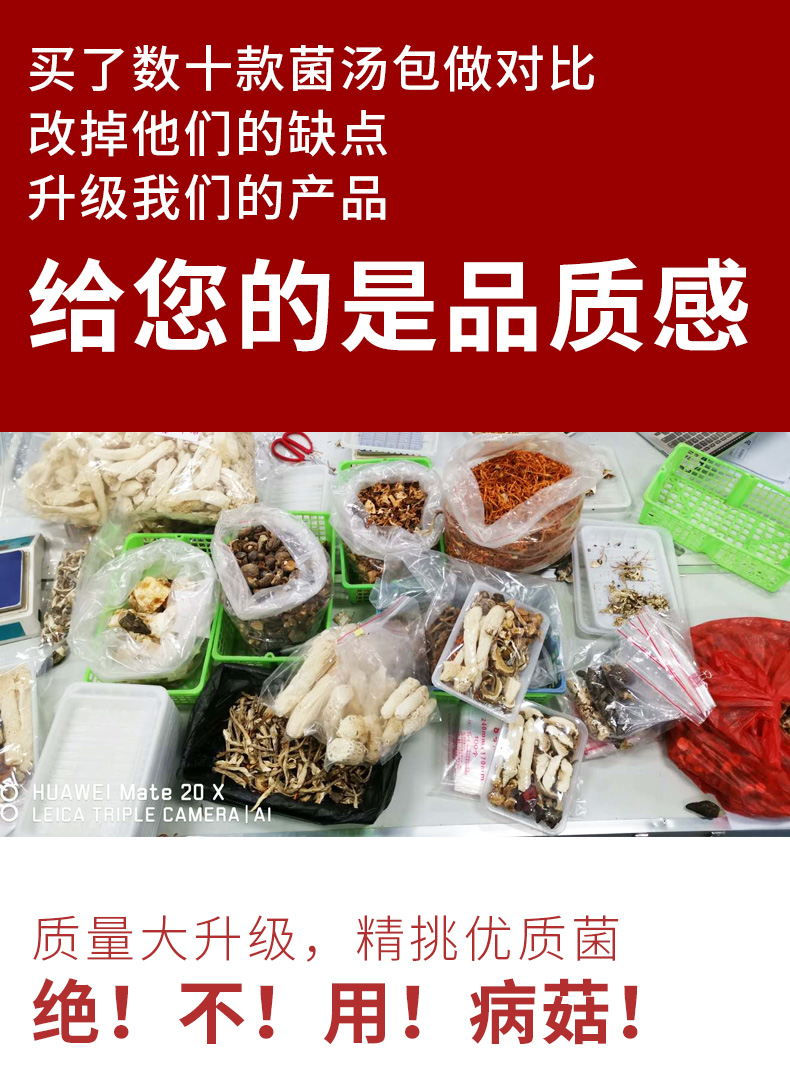 买了数十款菌汤包做对比
改掉他们的缺点
升级我们的产品
给您的是品质感
HUAWEI Mate 20 X
LEICA TRIPLE CAMERA | AI
质量大升级，精挑优质菌
绝！不！用！病菇！